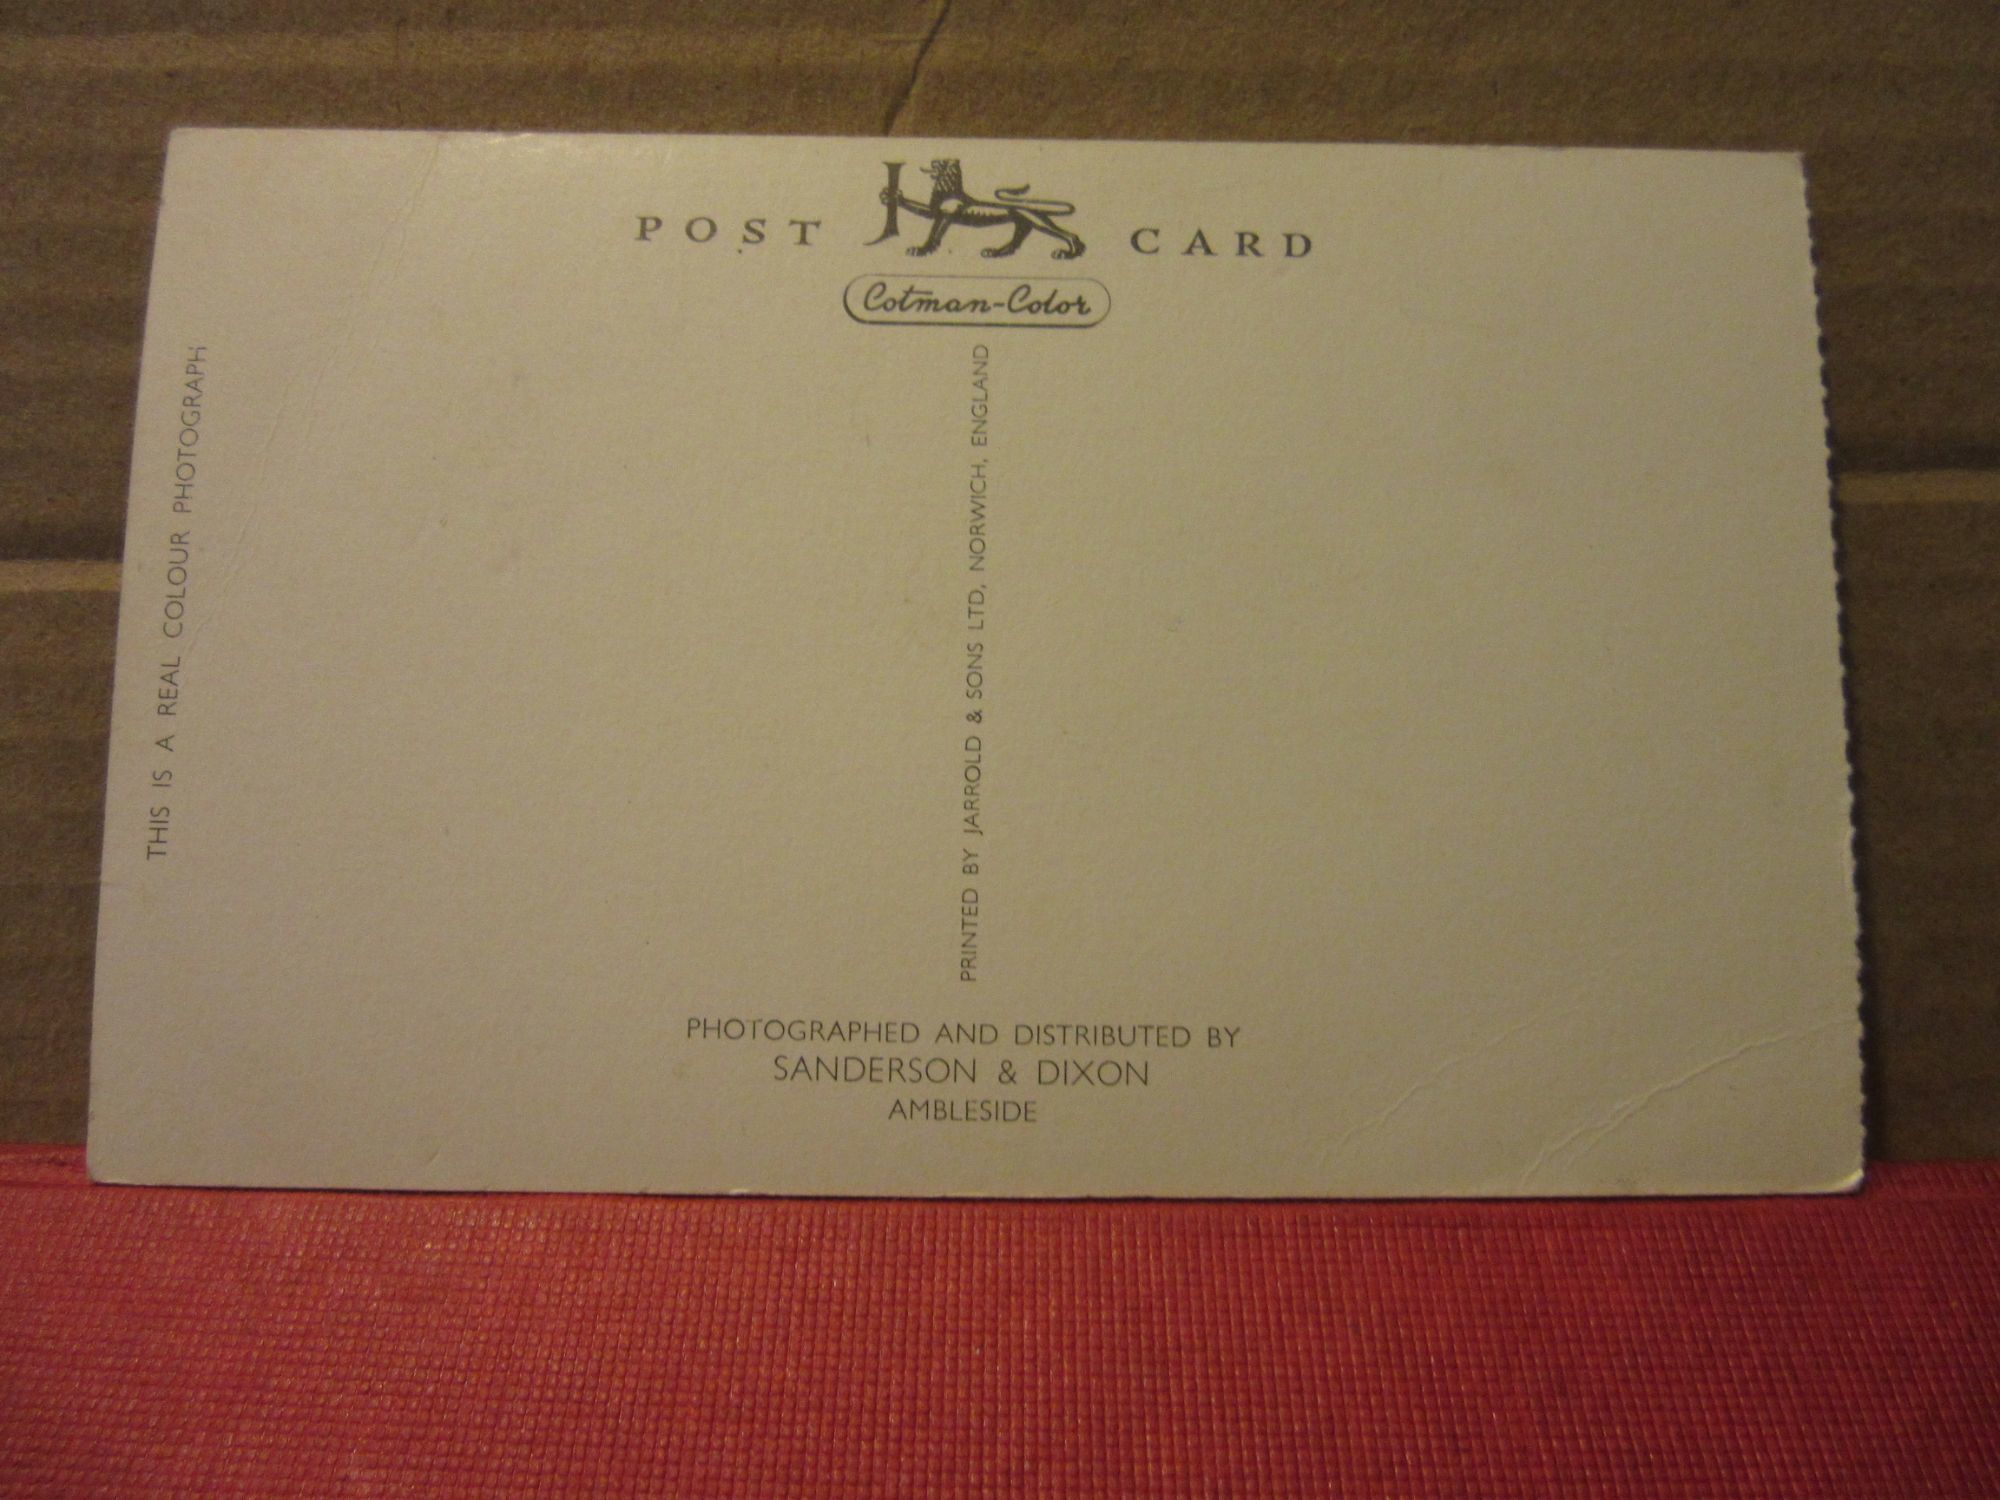 POST J CARD
Cotman-Color
THIS IS A REAL COLOUR PHOTOGRAPH
PRINTED BY JARROLD & SONS LTD, NORWICH, ENGLAND
PHOTOGRAPHED AND DISTRIBUTED BY
SANDERSON & DIXON
AMBLESIDE